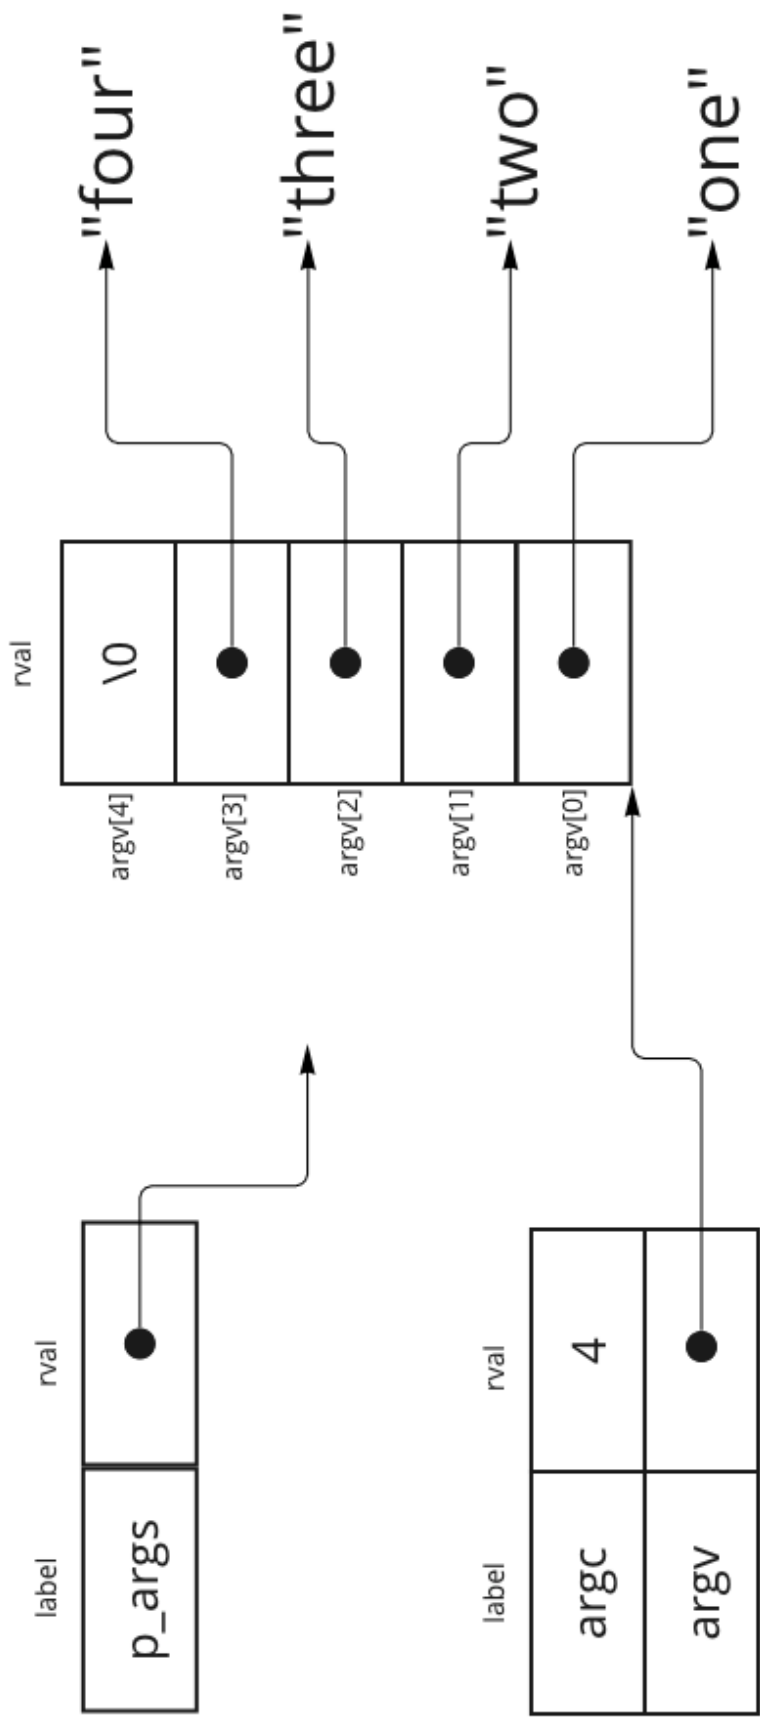 label rval
p_args
label rval
argc 4
argv
rval
argv[4] \0
argv[3]
argv[2]
argv[1]
argv[0]
"four"
"three"
"two"
"one"